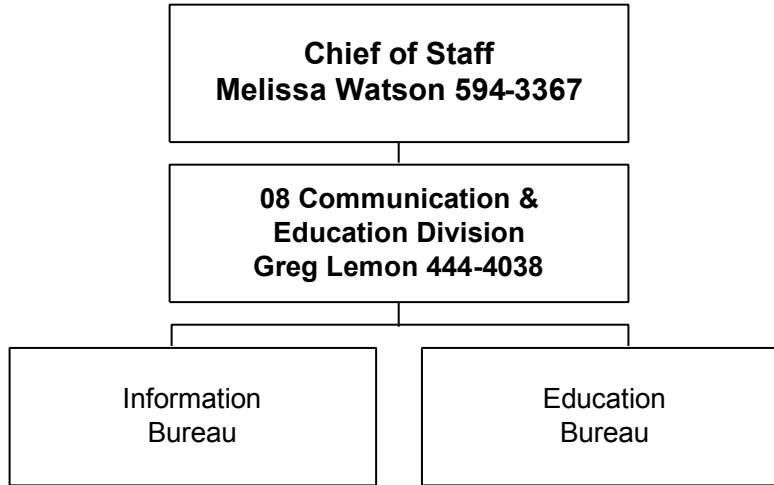 Chief of Staff
Melissa Watson 594-3367
08 Communication &
Education Division
Greg Lemon 444-4038
Information
Bureau
Education
Bureau